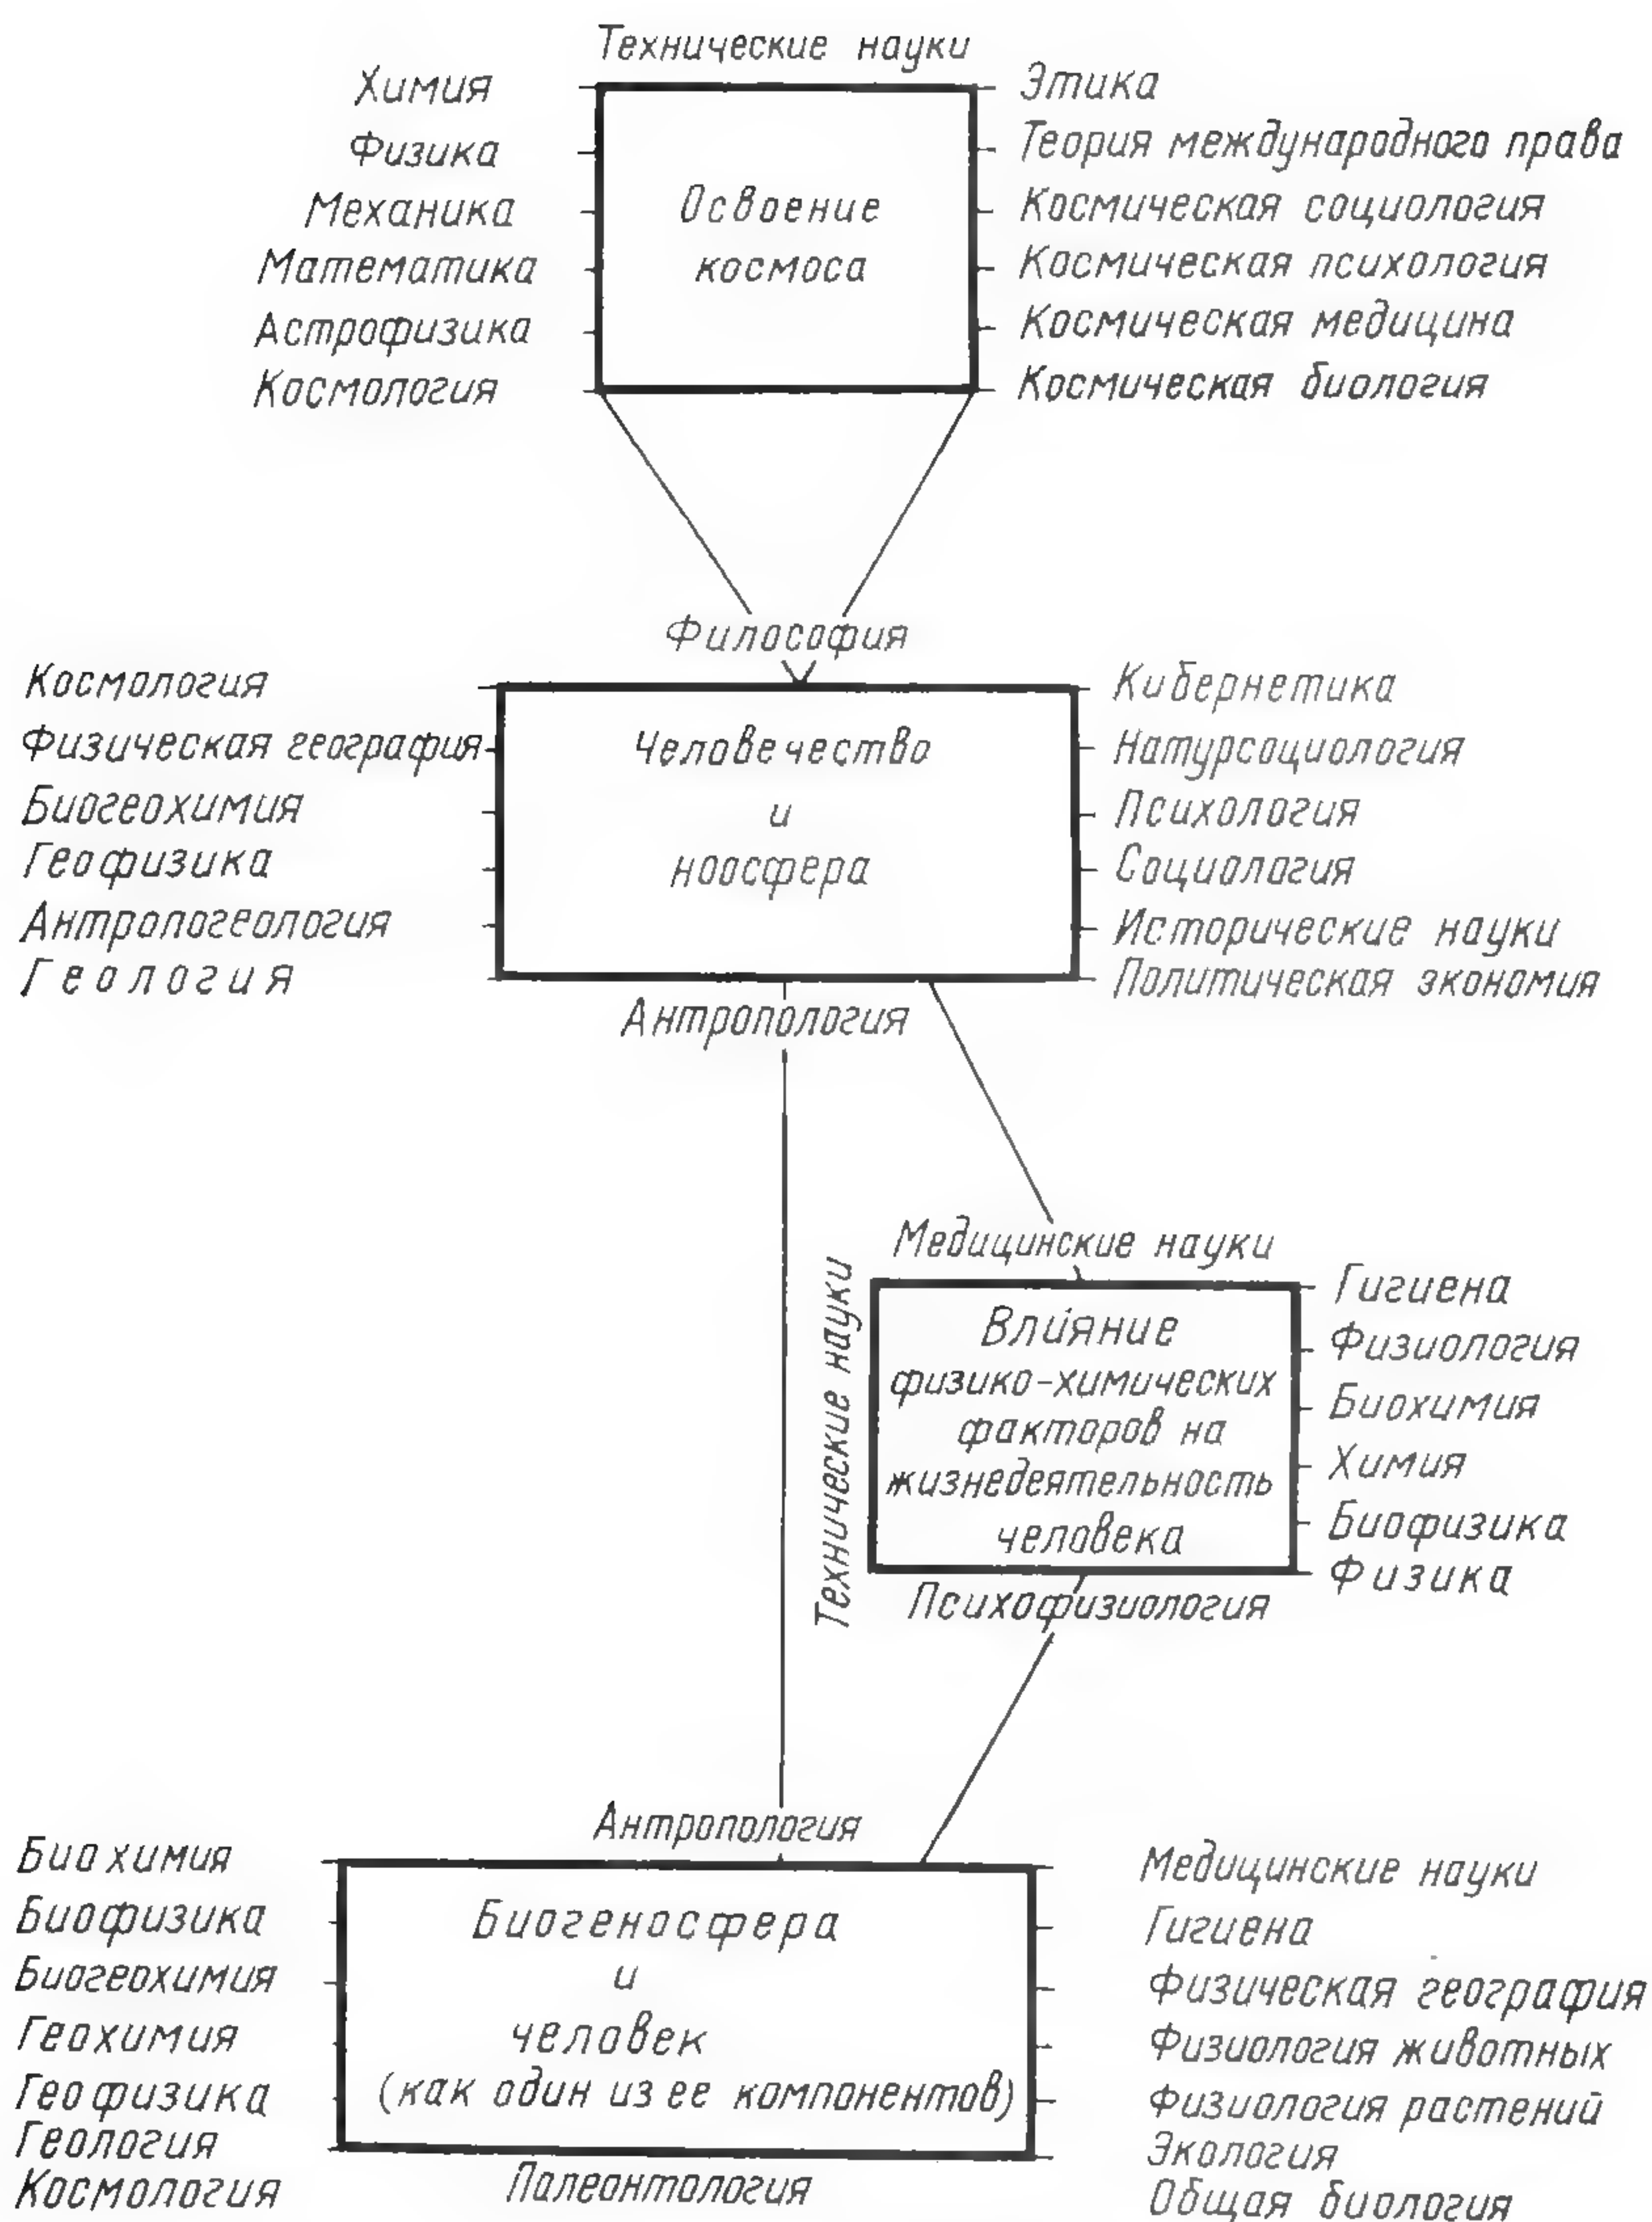 Технические науки
Химия
Физика
Механика
Математика
Астрофизика
Космология
Освоение
космоса
Этика
Теория международного права
Космическая социология
Космическая психология
Космическая медицина
Космическая биология
Философия
Космология
Физическая география
Биогеохимия
Геофизика
Антропогеология
Геология
Человечество
и
ноосфера
Кибернетика
Натурсоциология
Психология
Социология
Исторические науки
Политическая экономия
Антропология
Технические науки
Медицинские науки
Влияние
физико-химических
факторов на
жизнедеятельность
человека
Гигиена
Физиология
Биохимия
Химия
Биофизика
Физика
Психофизиология
Антропология
Биохимия
Биофизика
Биогеохимия
Геохимия
Геофизика
Геология
Космология
Биогеносфера
и
человек
(как один из ее компонентов)
Медицинские науки
Гигиена
Физическая география
Физиология животных
Физиология растений
Экология
Общая биология
Палеонтология